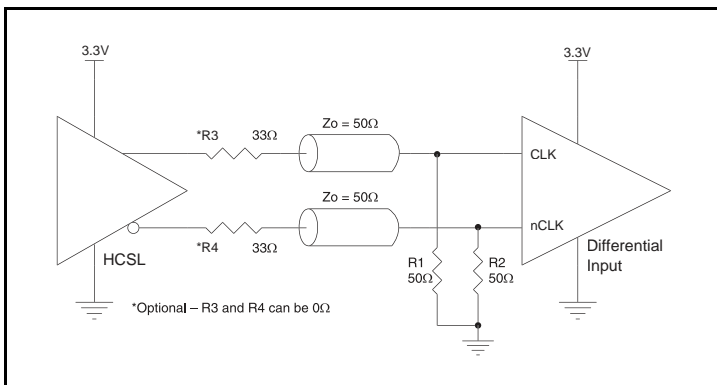 3.3V
3.3V
*R3
33Ω
Zo = 50Ω
CLK
Zo = 50Ω
nCLK
*R4
33Ω
HCSL
R1
50Ω
R2
50Ω
Differential
Input
*Optional – R3 and R4 can be 0Ω